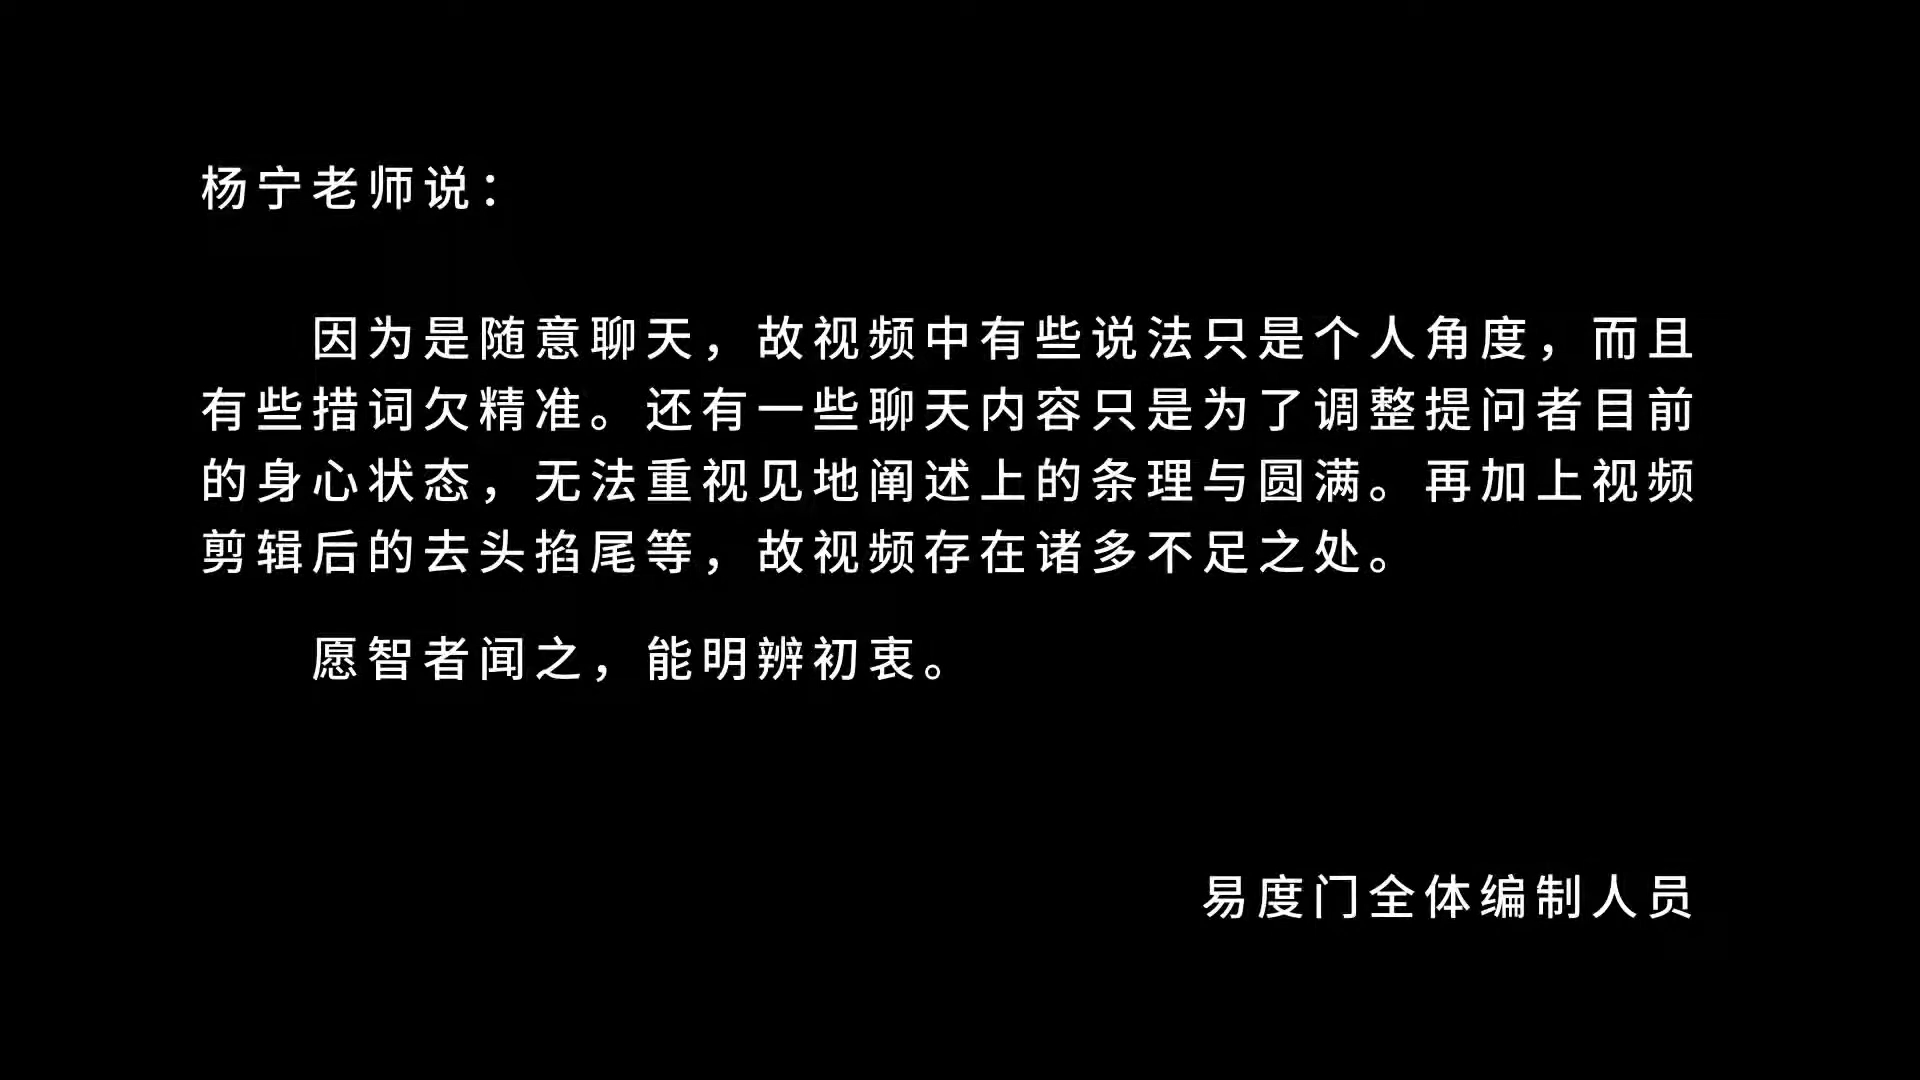 杨宁老师说：
因为是随意聊天，故视频中有些说法只是个人角度，而且
有些措词欠精准。还有一些聊天内容只是为了调整提问者目前
的身心状态，无法重视见地阐述上的条理与圆满。再加上视频
剪辑后的去头掐尾等，故视频存在诸多不足之处。
愿智者闻之，能明辨初衷。
易度门全体编制人员